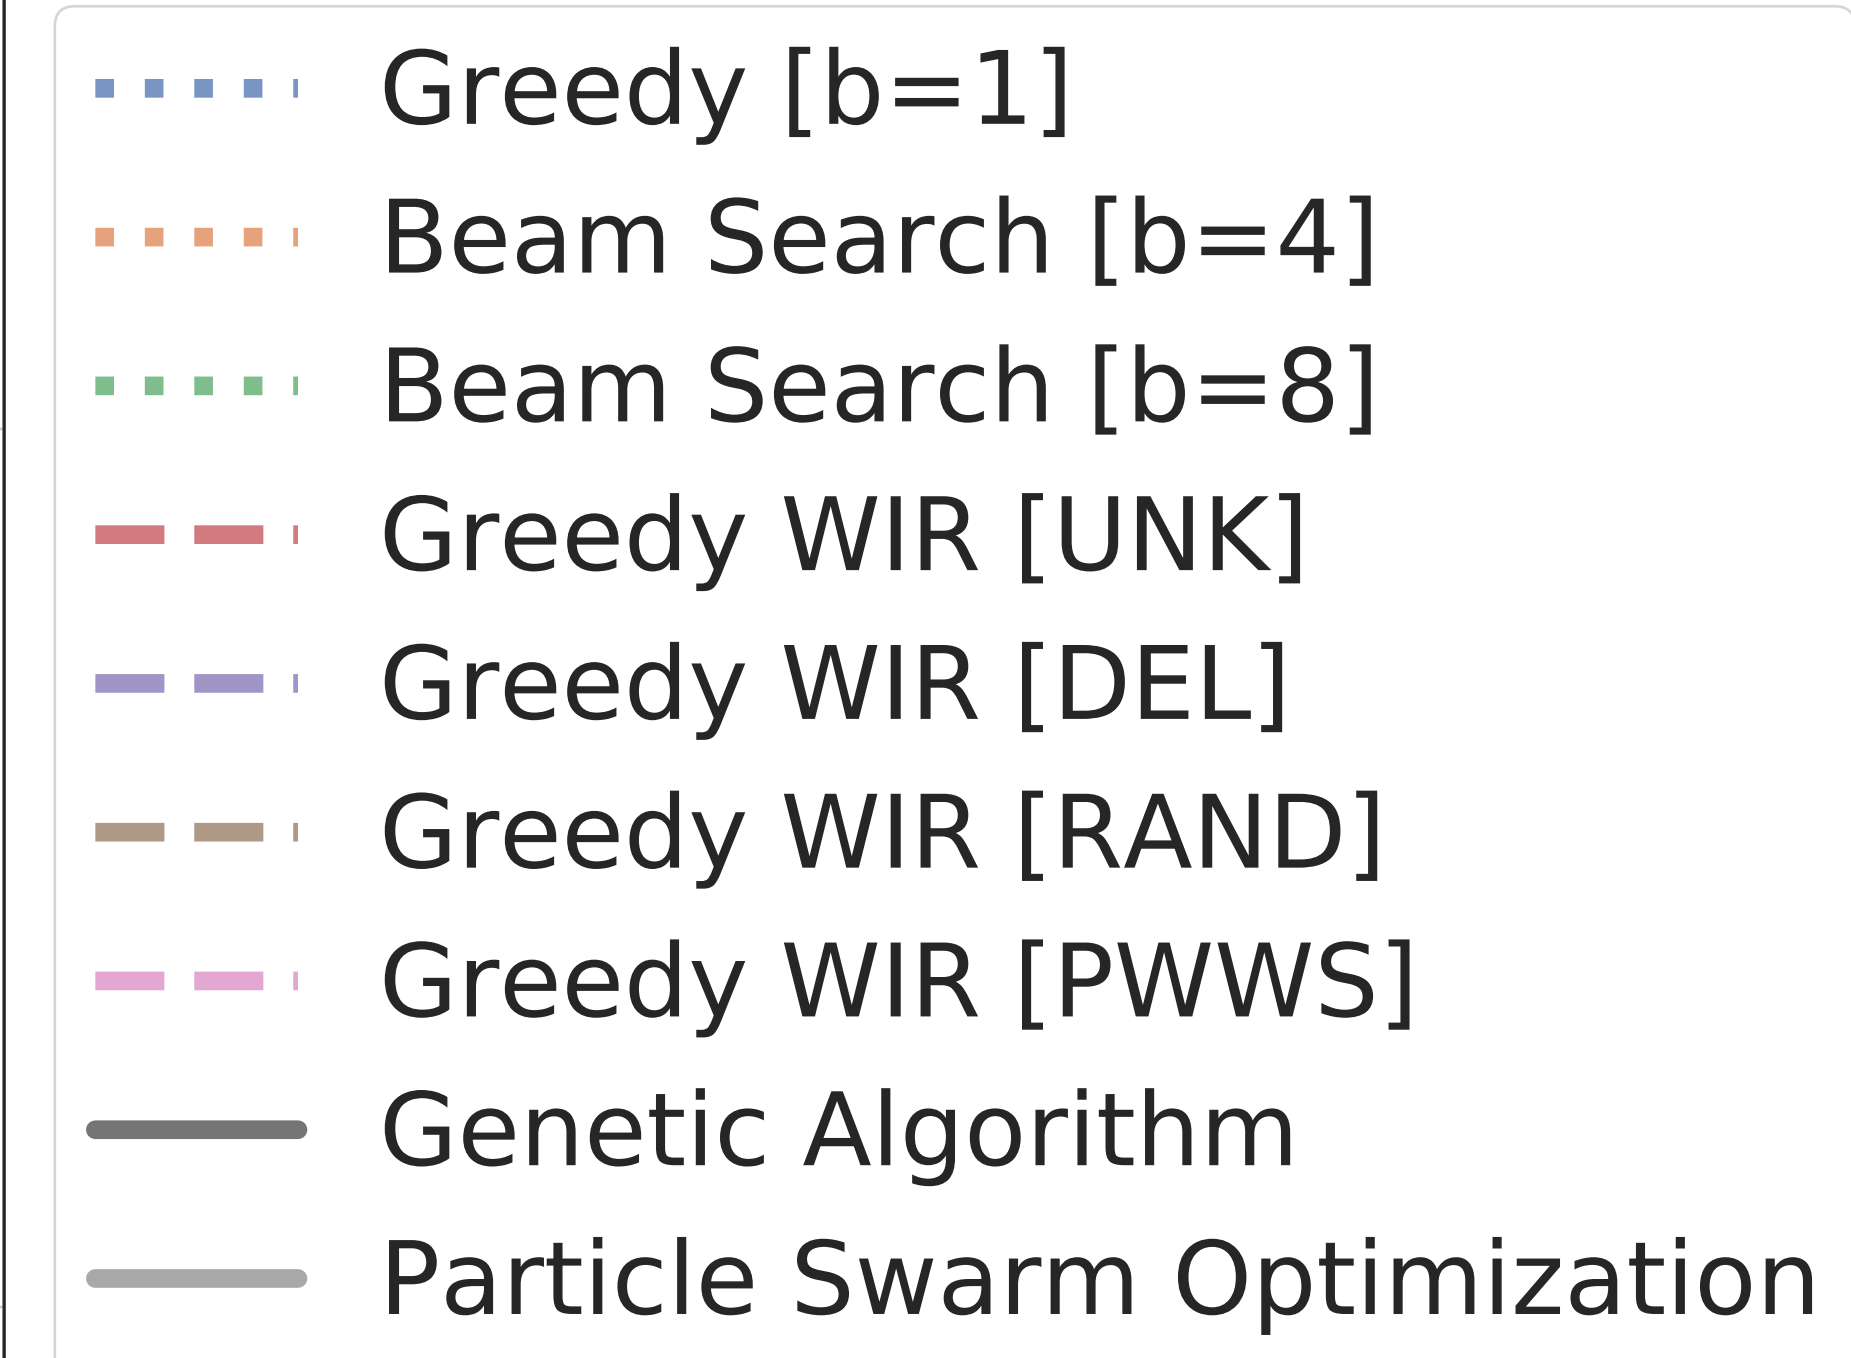 Greedy [b=1]
Beam Search [b=4]
Beam Search [b=8]
Greedy WIR [UNK]
Greedy WIR [DEL]
Greedy WIR [RAND]
Greedy WIR [PWWS]
Genetic Algorithm
Particle Swarm Optimization